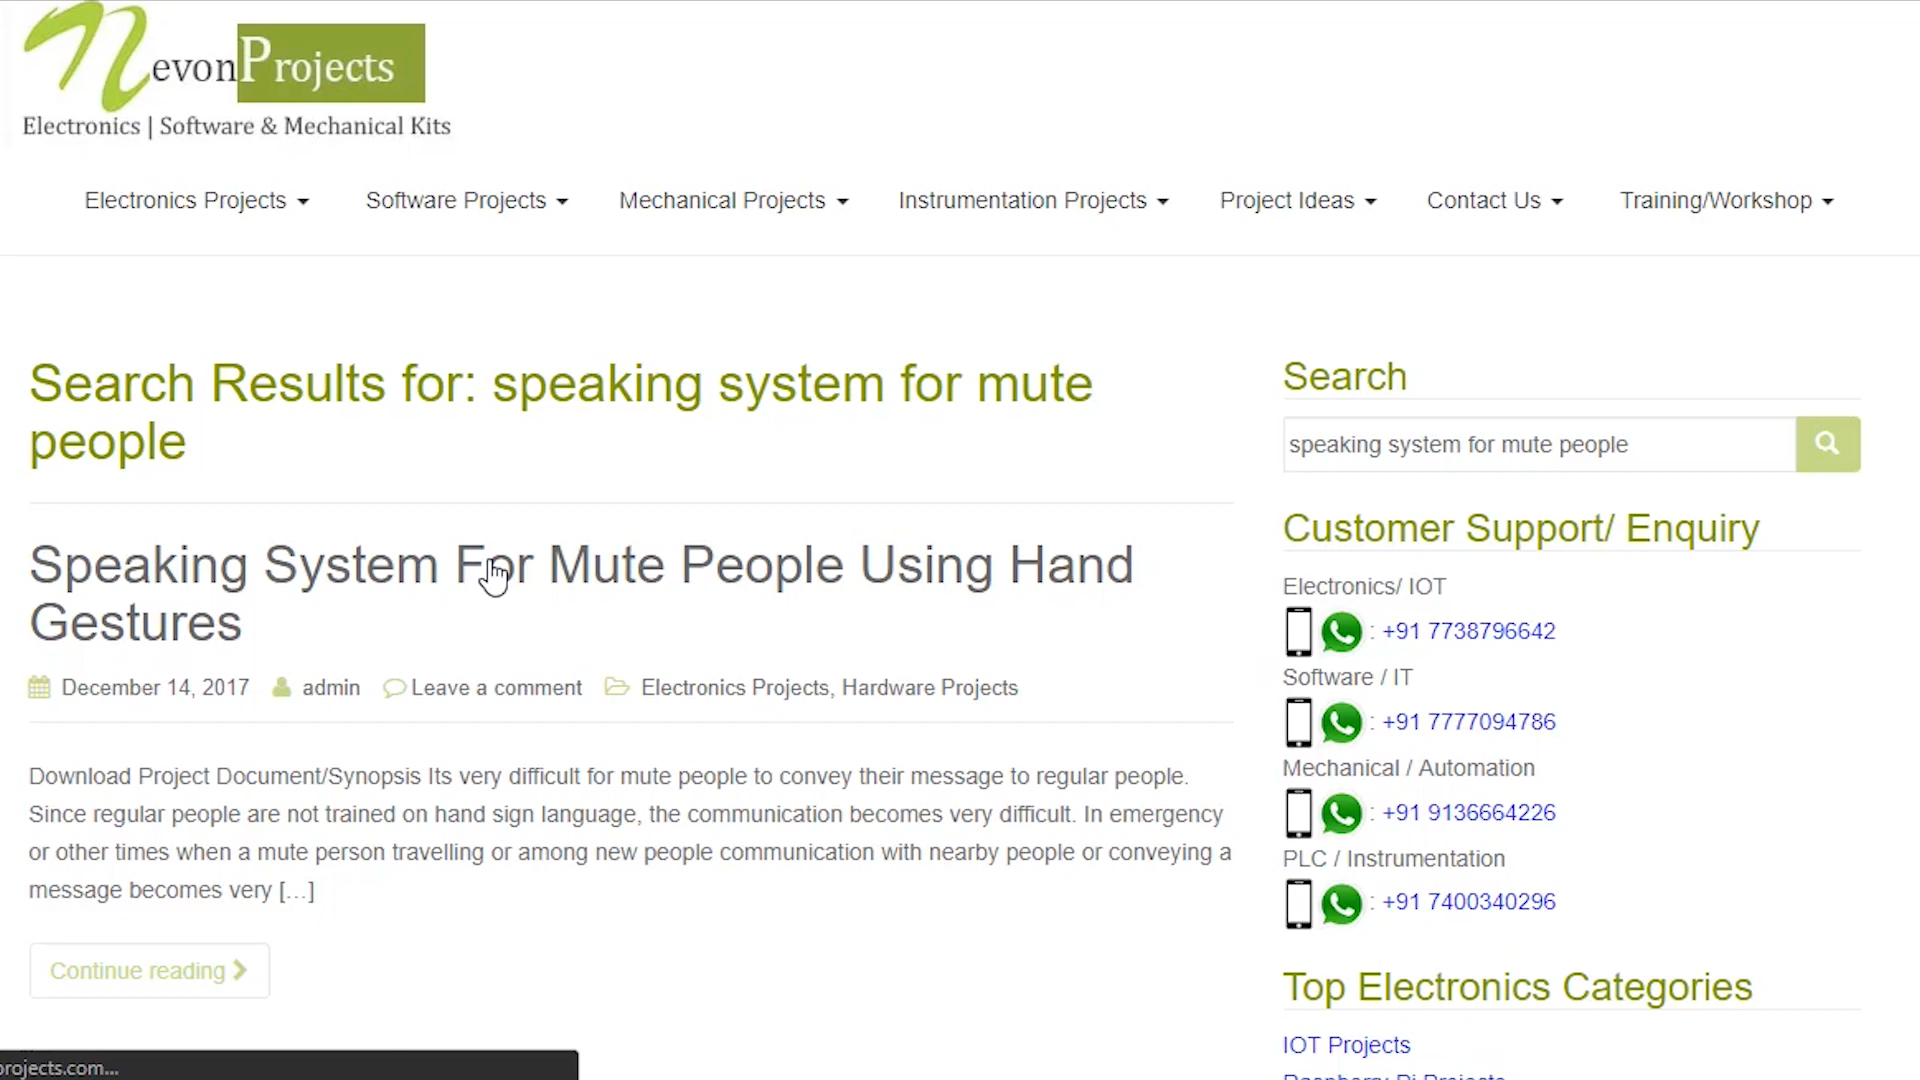 nevonProjects
Electronics | Software & Mechanical Kits
Electronics Projects
Software Projects
Mechanical Projects
Instrumentation Projects
Project Ideas
Contact Us
Training/Workshop
Search Results for: speaking system for mute
people
Speaking System For Mute People Using Hand
Gestures
December 14, 2017 admin Leave a comment Electronics Projects, Hardware Projects
Download Project Document/Synopsis Its very difficult for mute people to convey their message to regular people.
Since regular people are not trained on hand sign language, the communication becomes very difficult. In emergency
or other times when a mute person travelling or among new people communication with nearby people or conveying a
message becomes very […]
Continue reading
Search
speaking system for mute people
Customer Support/ Enquiry
Electronics/ IOT
: +91 7738796642
Software / IT
: +91 7777094786
Mechanical / Automation
: +91 9136664226
PLC / Instrumentation
: +91 7400340296
Top Electronics Categories
IOT Projects
Raspberry Pi Projects
projects.com...